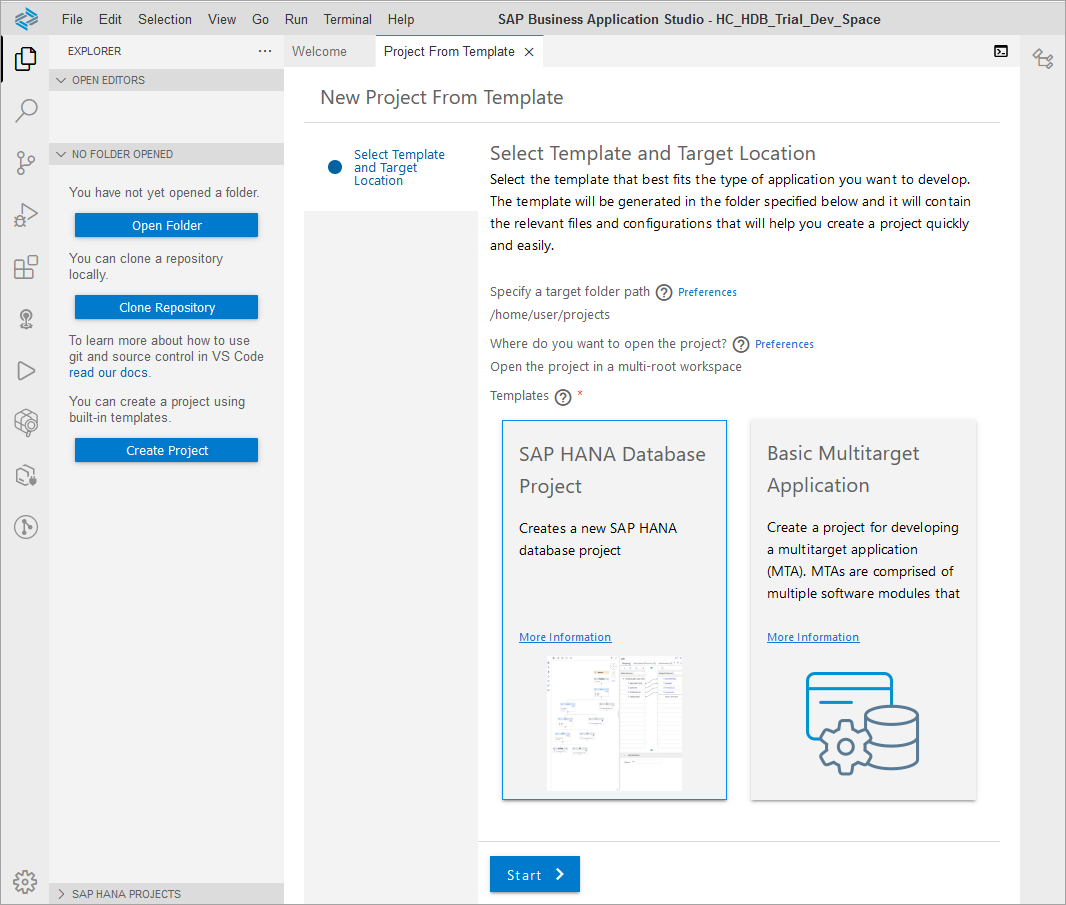 File Edit Selection View Go Run Terminal Help
SAP Business Application Studio - HC_HDB_Trial_Dev_Space
EXPLORER
OPEN EDITORS
NO FOLDER OPENED
You have not yet opened a folder.
Open Folder
You can clone a repository
locally.
Clone Repository
To learn more about how to use
git and source control in VS Code
read our docs.
You can create a project using
built-in templates.
Create Project
SAP HANA PROJECTS
Welcome
Project From Template
New Project From Template
Select Template
and Target
Location
Select Template and Target Location
Select the template that best fits the type of application you want to develop.
The template will be generated in the folder specified below and it will contain
the relevant files and configurations that will help you create a project quickly
and easily.
Specify a target folder path ? Preferences
/home/user/projects
Where do you want to open the project? ? Preferences
Open the project in a multi-root workspace
Templates ? *
SAP HANA Database
Project
Creates a new SAP HANA
database project
More Information
Basic Multitarget
Application
Create a project for developing
a multitarget application
(MTA). MTAs are comprised of
multiple software modules that
More Information
Start